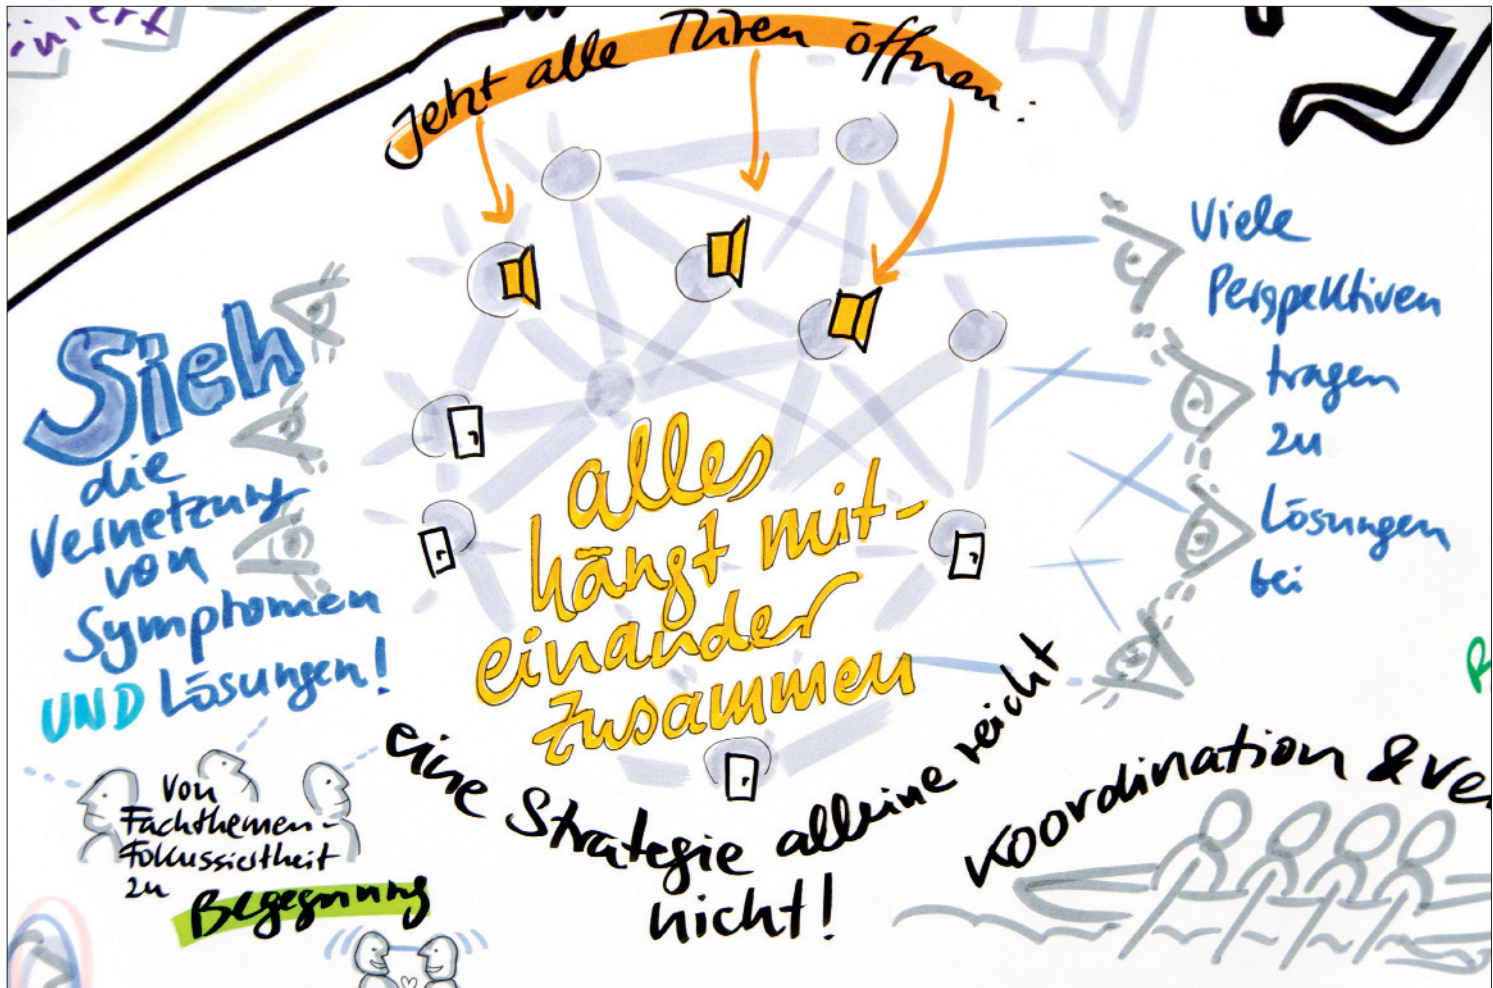 Jetzt alle Türen öffnen:
Sieh
die
Vernetzung
von
Symptomen
UND Lösungen!
alles
hängt mit-
einander
zusammen
Viele
Perspektiven
tragen
zu
Lösungen
bei
eine Strategie alleine reicht
nicht!
Von
Fachthemen-
Fokussiertheit
zu
Begegnung
Koordination &